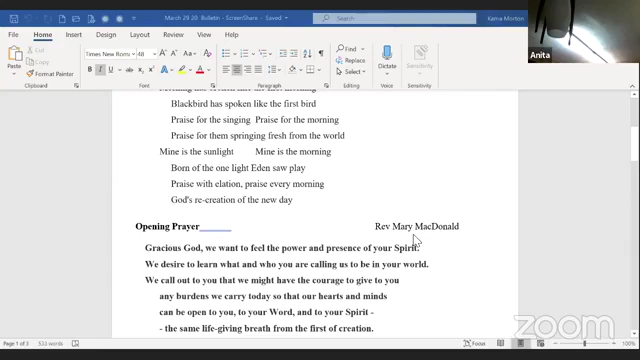 March 29 20 Bulletin - ScreenShare - Saved
Search
Karina Morton
File Home Insert Draw Design Layout References Mailings Review View Help
Paste
Cut
Copy
Format Painter
Clipboard
Times New Roma 48
Font
Paragraph
Styles
Find
Replace
Select
Editing
Dictate
Voice
Sensitivity
Sensitivity
Anita
Blackbird has spoken like the first bird
Praise for the singing Praise for the morning
Praise for them springing fresh from the world
Mine is the sunlight Mine is the morning
Born of the one light Eden saw play
Praise with elation, praise every morning
God's re-creation of the new day
Opening Prayer______ Rev Mary MacDonald
Gracious God, we want to feel the power and presence of your Spirit.
We desire to learn what and who you are calling us to be in your world.
We call out to you that we might have the courage to give to you
any burdens we carry today so that our hearts and minds
can be open to you, to your Word, and to your Spirit -
- the same life-giving breath from the first of creation.
zoom
Page 1 of 3 533 words
Focus
100%